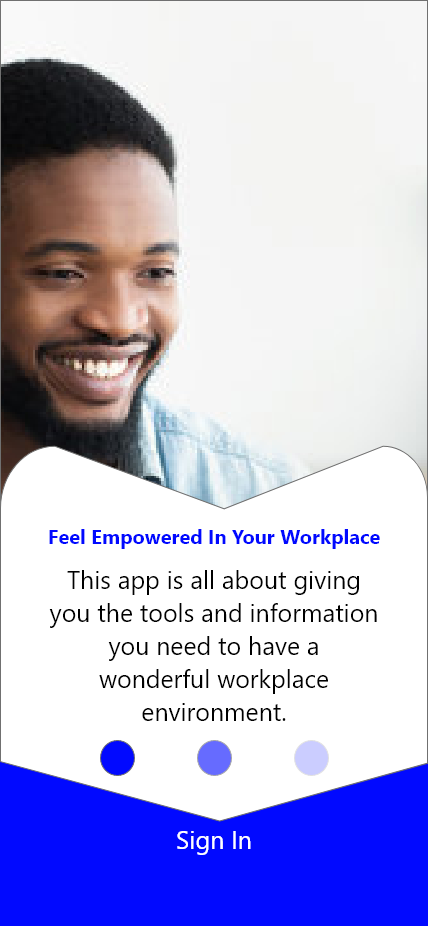 Feel Empowered In Your Workplace
This app is all about giving
you the tools and information
you need to have a
wonderful workplace
environment.
Sign In